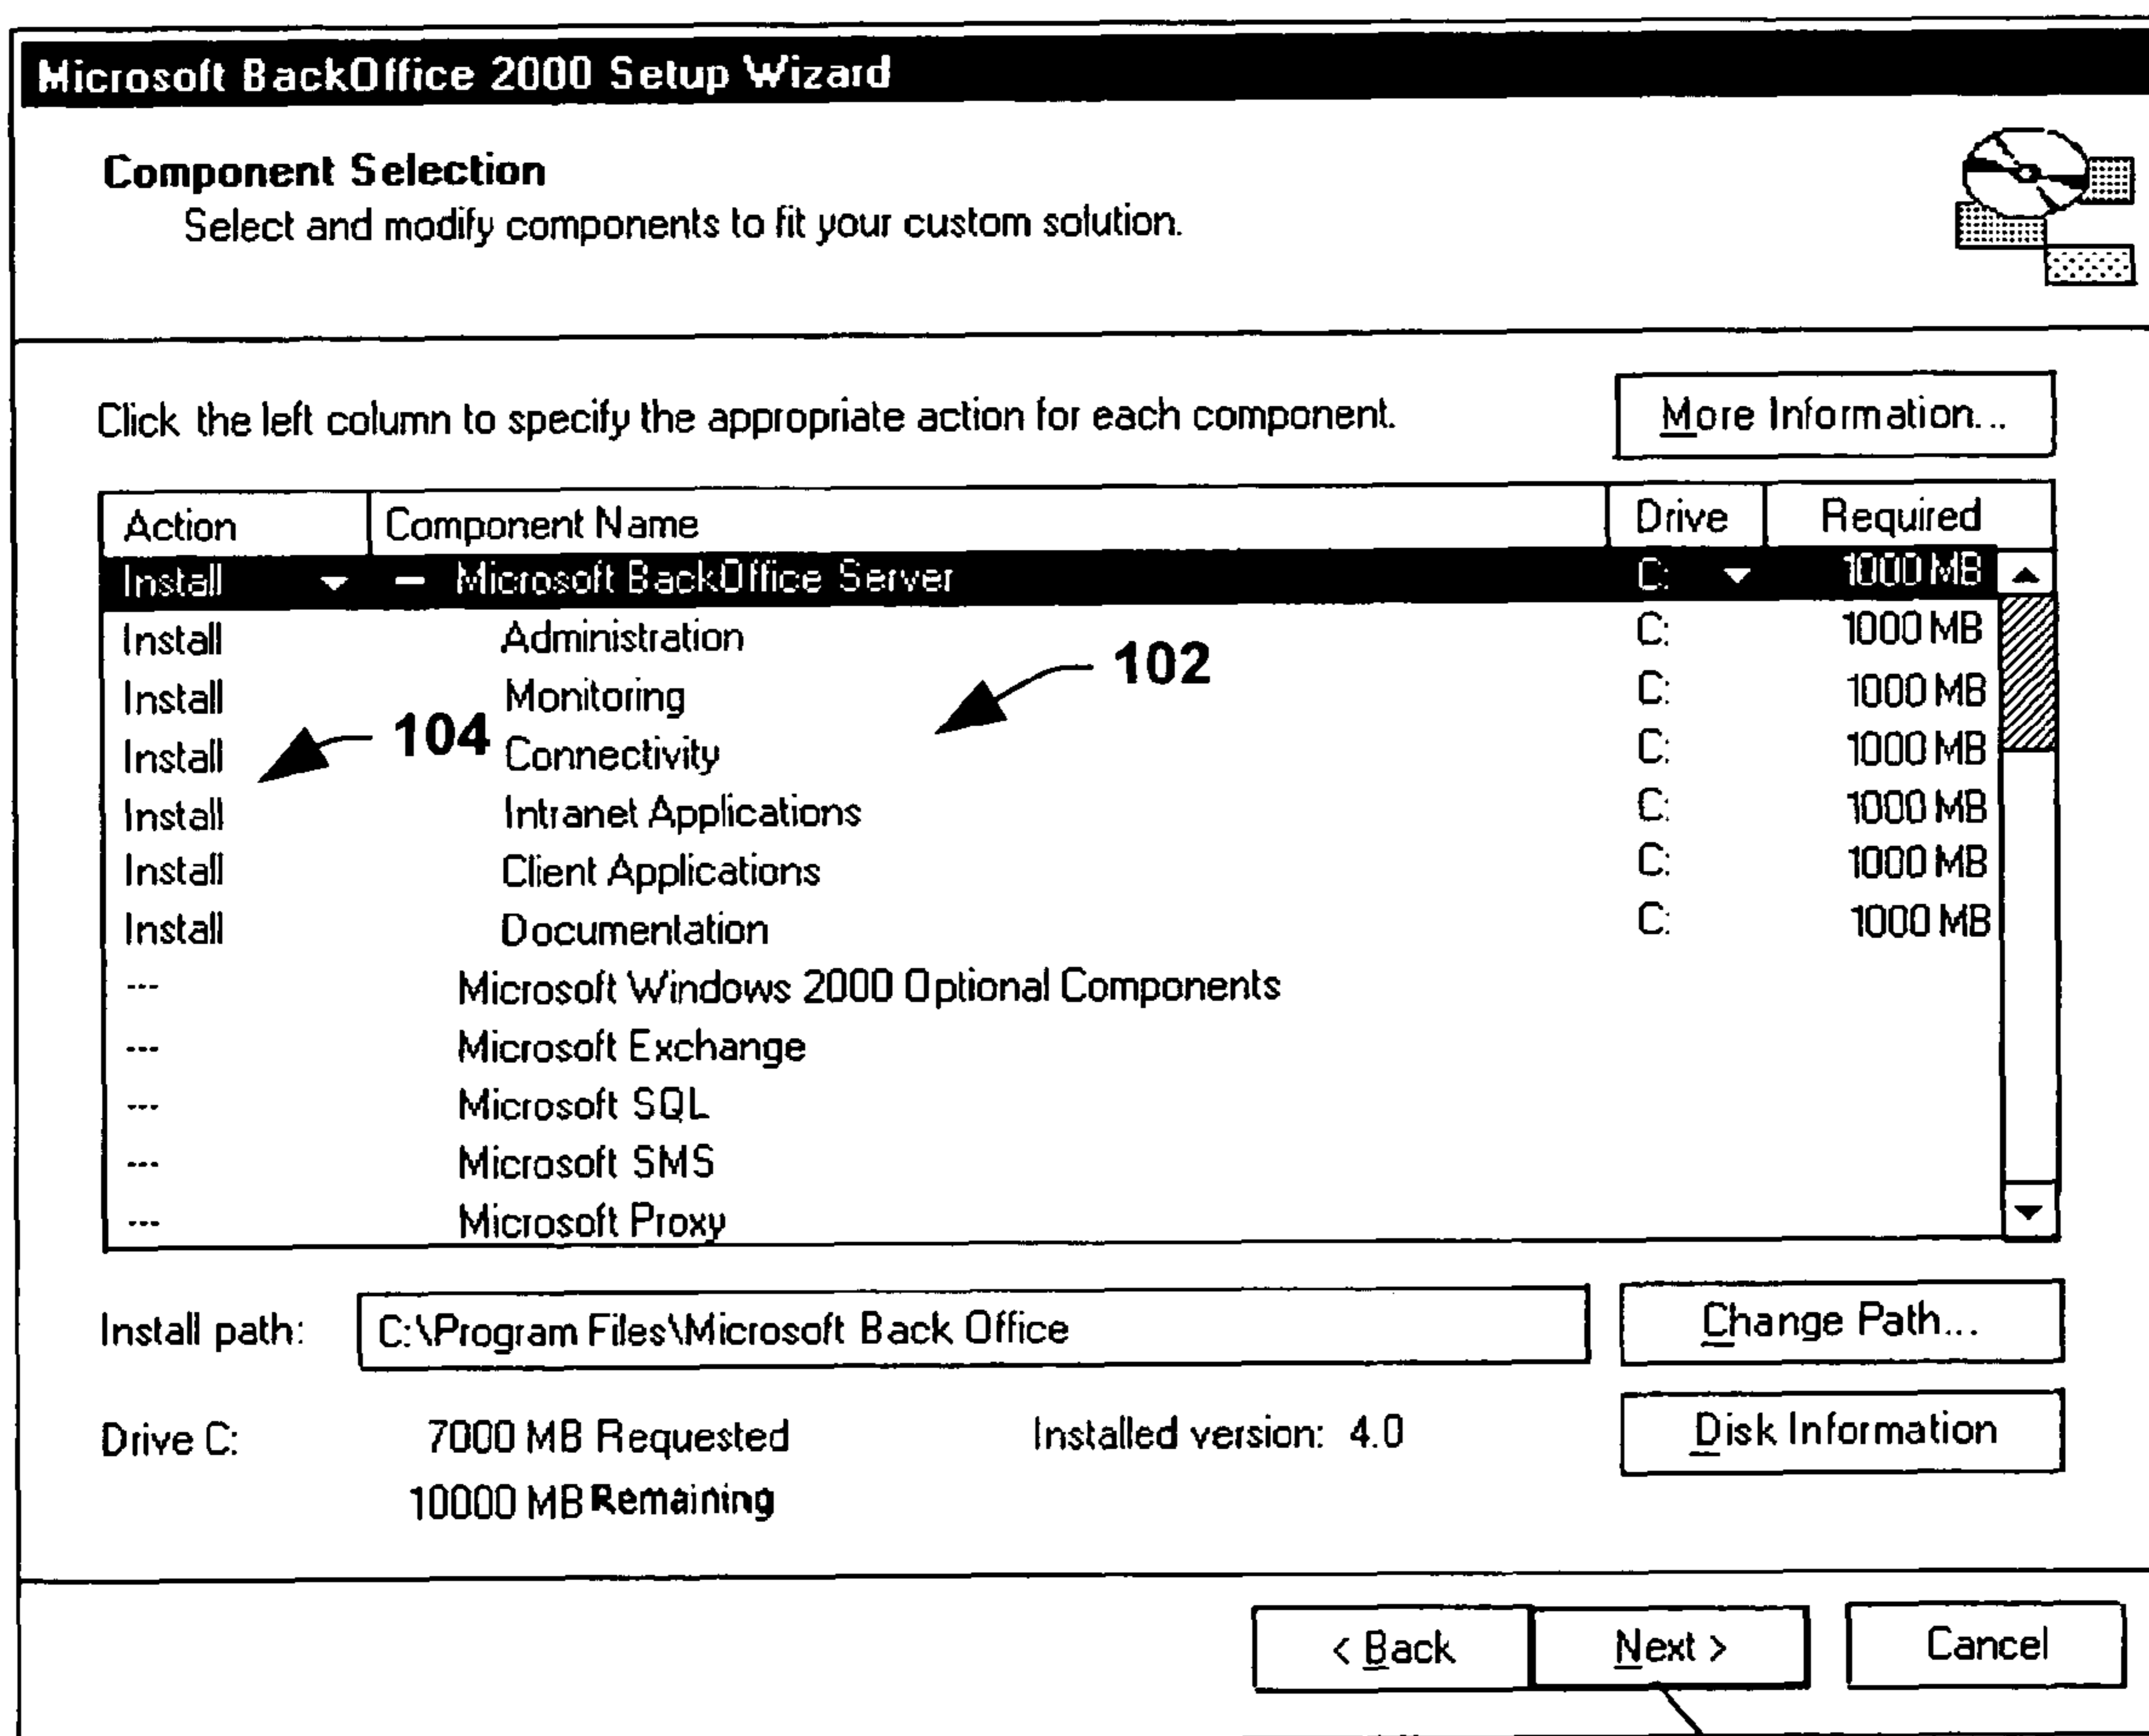 Microsoft BackOffice 2000 Setup Wizard
Component Selection
Select and modify components to fit your custom solution.
Click the left column to specify the appropriate action for each component. More Information...
Action Component Name Drive Required
Install Microsoft BackOffice Server C: 1000 MB
Install Administration C: 1000 MB
102
Install Monitoring C: 1000 MB
104
Install Connectivity C: 1000 MB
Install Intranet Applications C: 1000 MB
Install Client Applications C: 1000 MB
Install Documentation C: 1000 MB
--- Microsoft Windows 2000 Optional Components
--- Microsoft Exchange
--- Microsoft SQL
--- Microsoft SMS
--- Microsoft Proxy
Install path: C:\Program Files\Microsoft Back Office Change Path...
Drive C: 7000 MB Requested Installed version: 4.0 Disk Information
10000 MB Remaining
< Back Next > Cancel